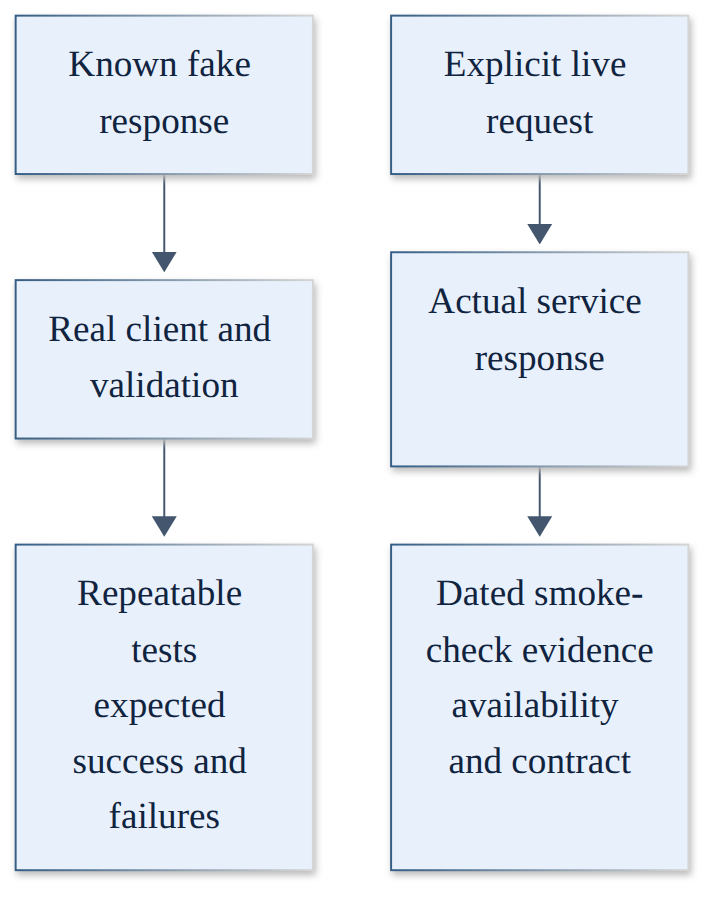 Known fake
response
Real client and
validation
Repeatable
tests
expected
success and
failures
Explicit live
request
Actual service
response
Dated smoke-
check evidence
availability
and contract